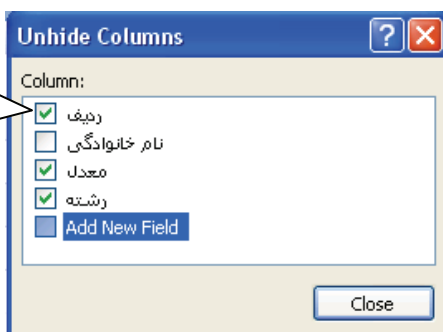 Unhide Columns
Column:
ردیف
نام خانوادگی
معدل
رشته
Add New Field
Close